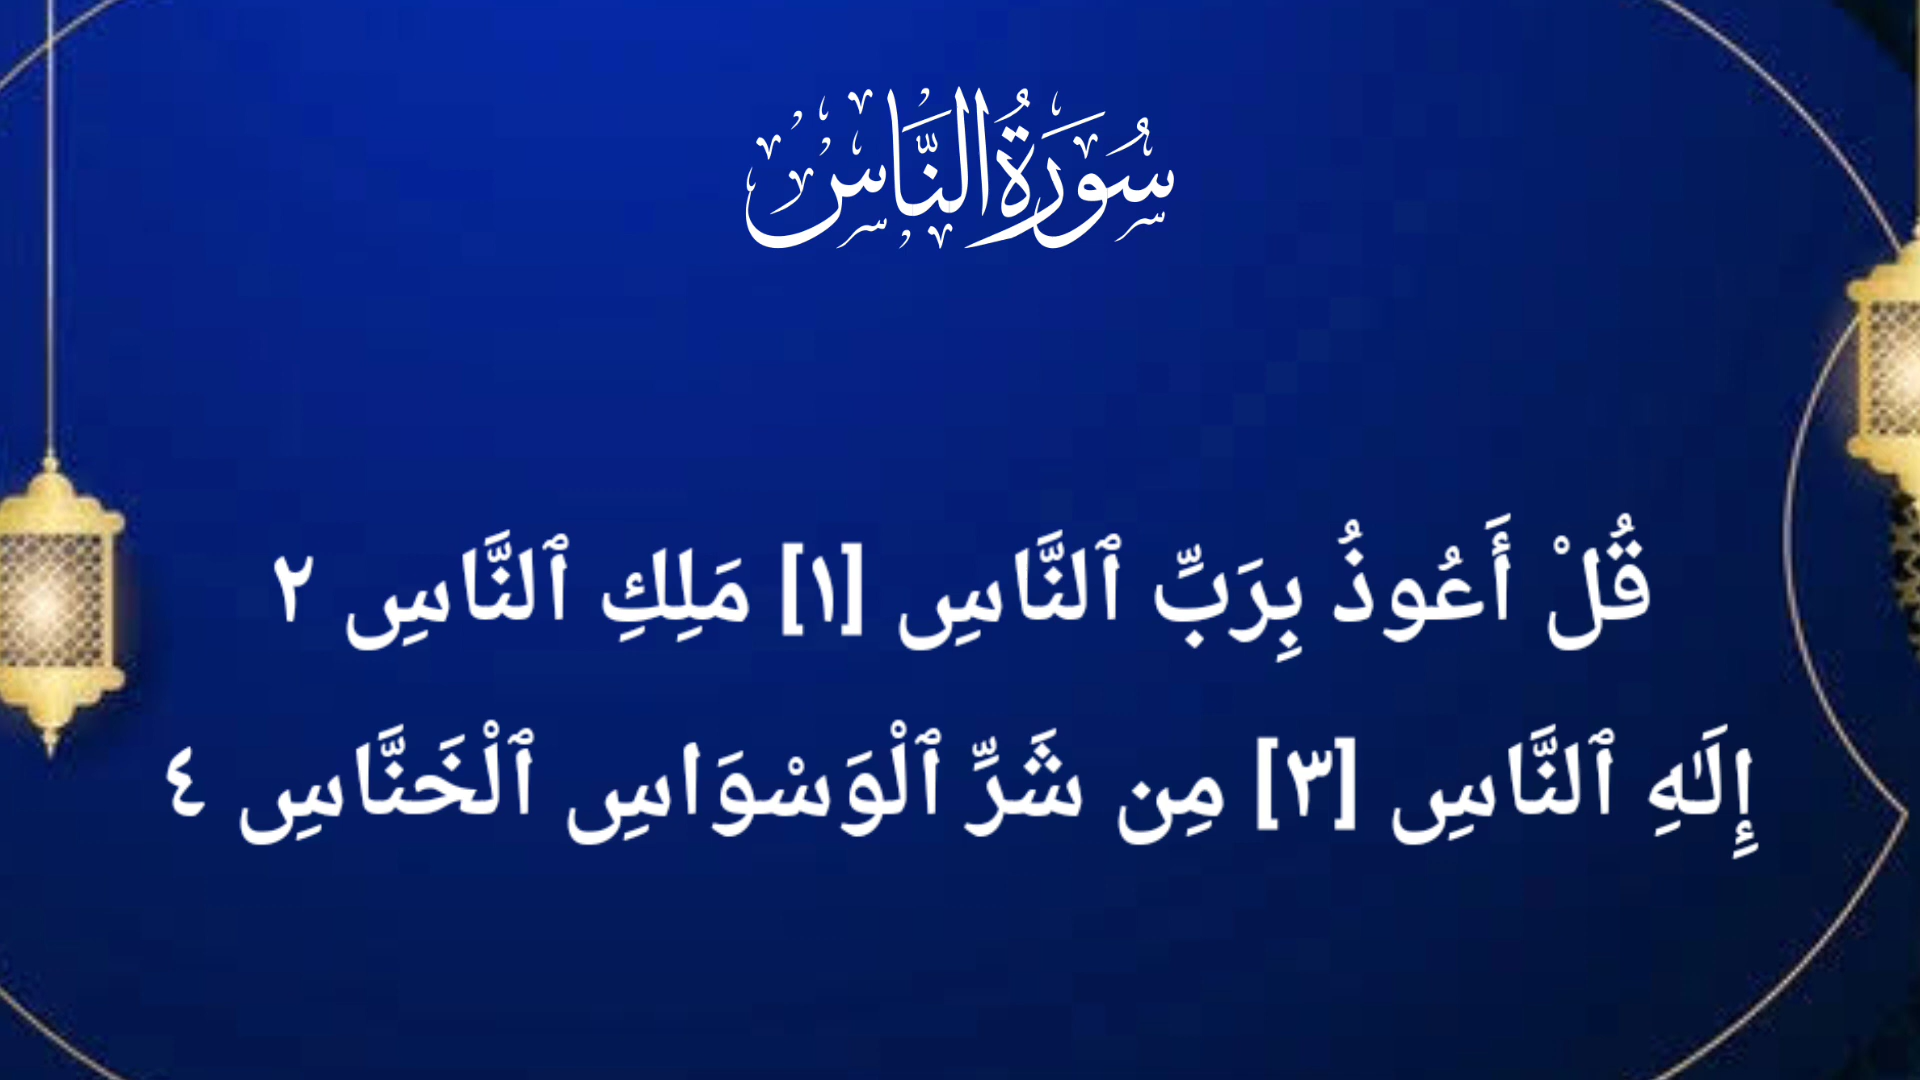 سُورَةُ النَّاسِ
قُلْ أَعُوذُ بِرَبِّ ٱلنَّاسِ [١] مَلِكِ ٱلنَّاسِ ٢
إِلَٰهِ ٱلنَّاسِ [٣] مِن شَرِّ ٱلْوَسْوَاسِ ٱلْخَنَّاسِ ٤